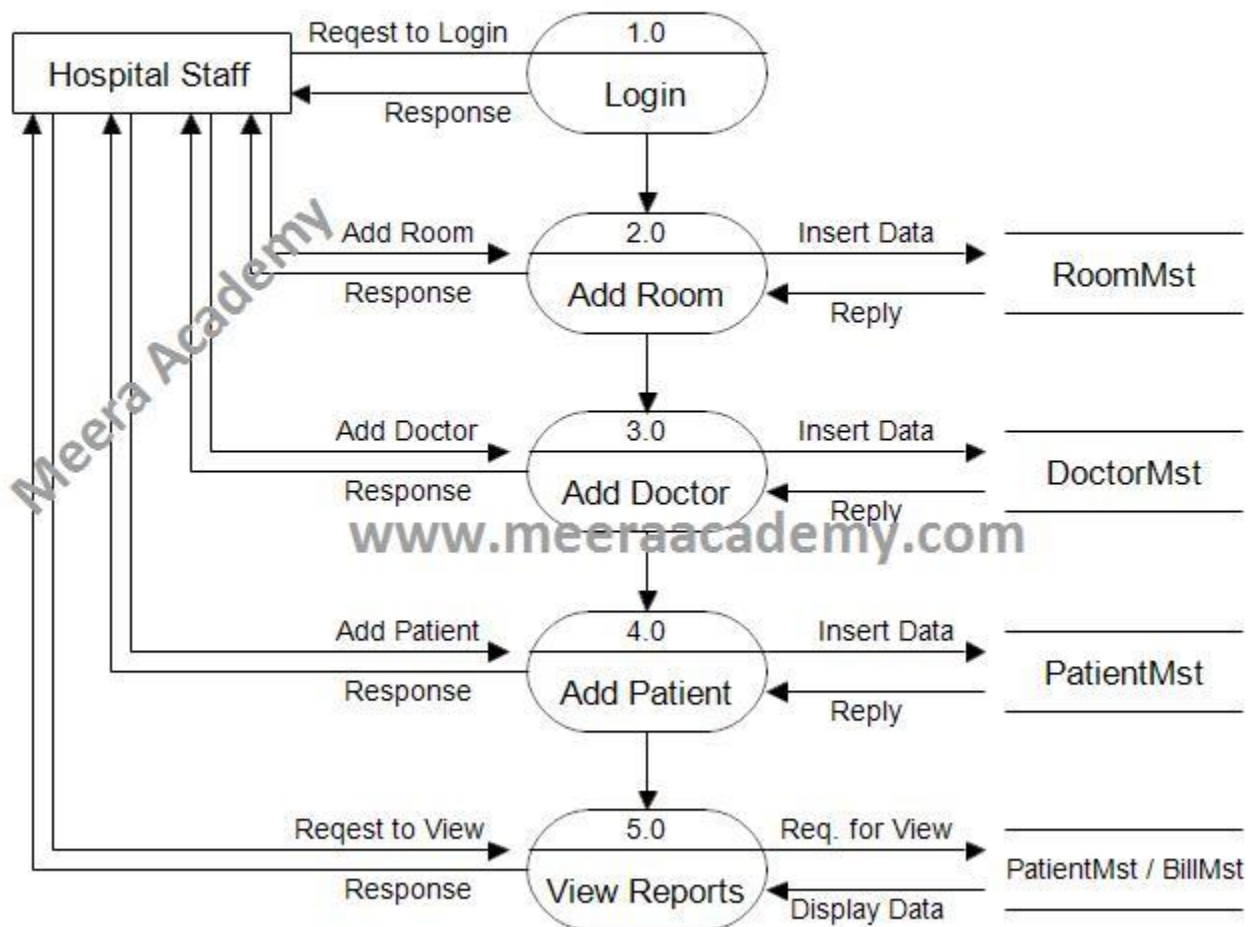 Reqest to Login
1.0
Hospital Staff
Login
Response
Add Room
2.0
Insert Data
RoomMst
Response
Add Room
Reply
Meera Academy
Add Doctor
3.0
Insert Data
DoctorMst
Response
Add Doctor
Reply
www.meeraacademy.com
Add Patient
4.0
Insert Data
PatientMst
Response
Add Patient
Reply
Reqest to View
5.0
Req. for View
PatientMst / BillMst
Response
View Reports
Display Data